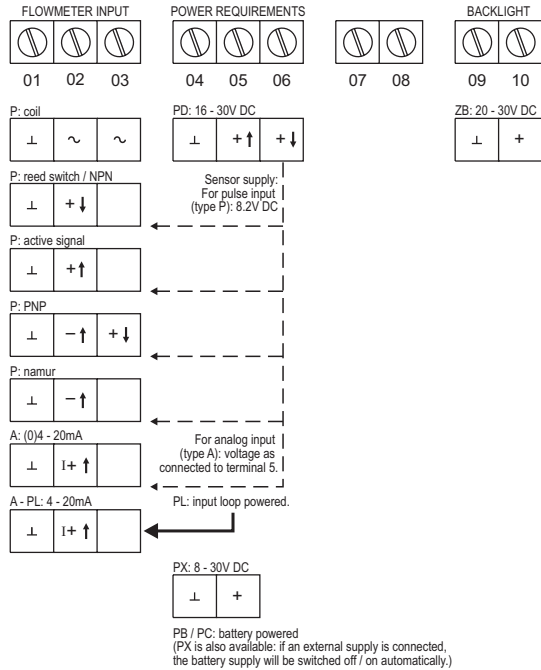 FLOWMETER INPUT
POWER REQUIREMENTS
BACKLIGHT
01 02 03 04 05 06 07 08 09 10
P: coil
⊥ ~ ~
PD: 16 - 30V DC
⊥ +↑ +↓
ZB: 20 - 30V DC
⊥ +
P: reed switch / NPN
⊥ +↓
Sensor supply:
For pulse input
(type P): 8.2V DC
P: active signal
⊥ +↑
P: PNP
⊥ −↑ +↓
P: namur
⊥ −↑
A: (0)4 - 20mA
⊥ I+ ↑
For analog input
(type A): voltage as
connected to terminal 5.
A - PL: 4 - 20mA
⊥ I+ ↑
PL: input loop powered.
PX: 8 - 30V DC
⊥ +
PB / PC: battery powered
(PX is also available: if an external supply is connected,
the battery supply will be switched off / on automatically.)